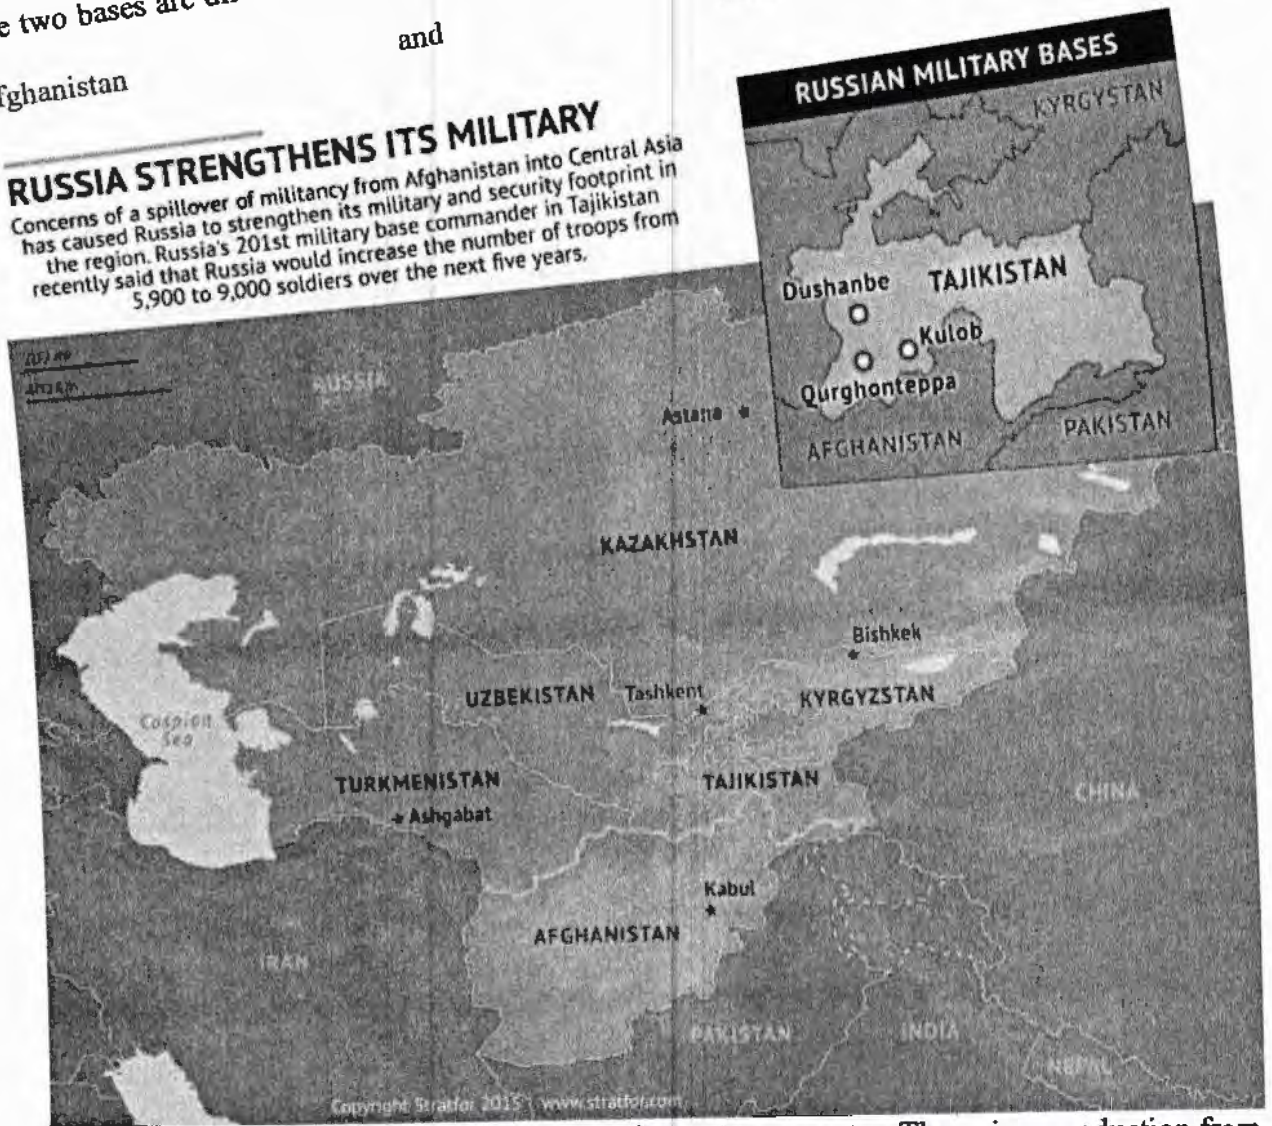 two bases are
and
fghanistan
RUSSIA STRENGTHENS ITS MILITARY
Concerns of a spillover of militancy from Afghanistan into Central Asia
has caused Russia to strengthen its military and security footprint in
the region. Russia's 201st military base commander in Tajikistan
recently said that Russia would increase the number of troops from
5,900 to 9,000 soldiers over the next five years.
RUSSIAN MILITARY BASES
KYRGYSTAN
Dushanbe
TAJIKISTAN
Kulob
Qurghonteppa
AFGHANISTAN
PAKISTAN
RUSSIA
Astana
KAZAKHSTAN
Bishkek
UZBEKISTAN
Tashkent
KYRGYZSTAN
Caspian
Sea
TURKMENISTAN
TAJIKISTAN
CHINA
Ashgabat
Kabul
AFGHANISTAN
IRAN
PAKISTAN
INDIA
NEPAL
Copyright Stratfor 2015 www.stratfor.com